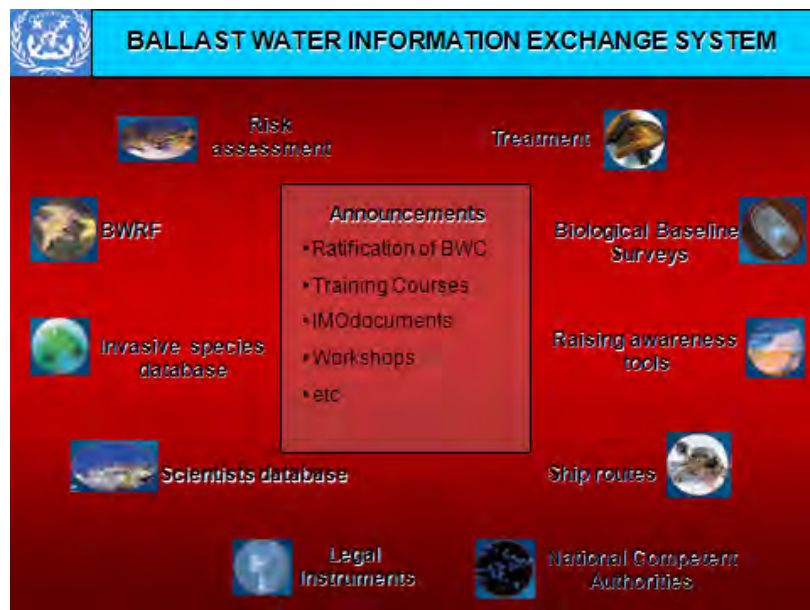 BALLAST WATER INFORMATION EXCHANGE SYSTEM
Risk
assessment
Treatment
BWRF
Announcements
• Ratification of BWC
• Training Courses
• IMOdocuments
• Workshops
• etc
Biological Baseline
Surveys
Invasive species
database
Raising awareness
tools
Scientists database
Ship routes
Legal
Instruments
National Competent
Authorities